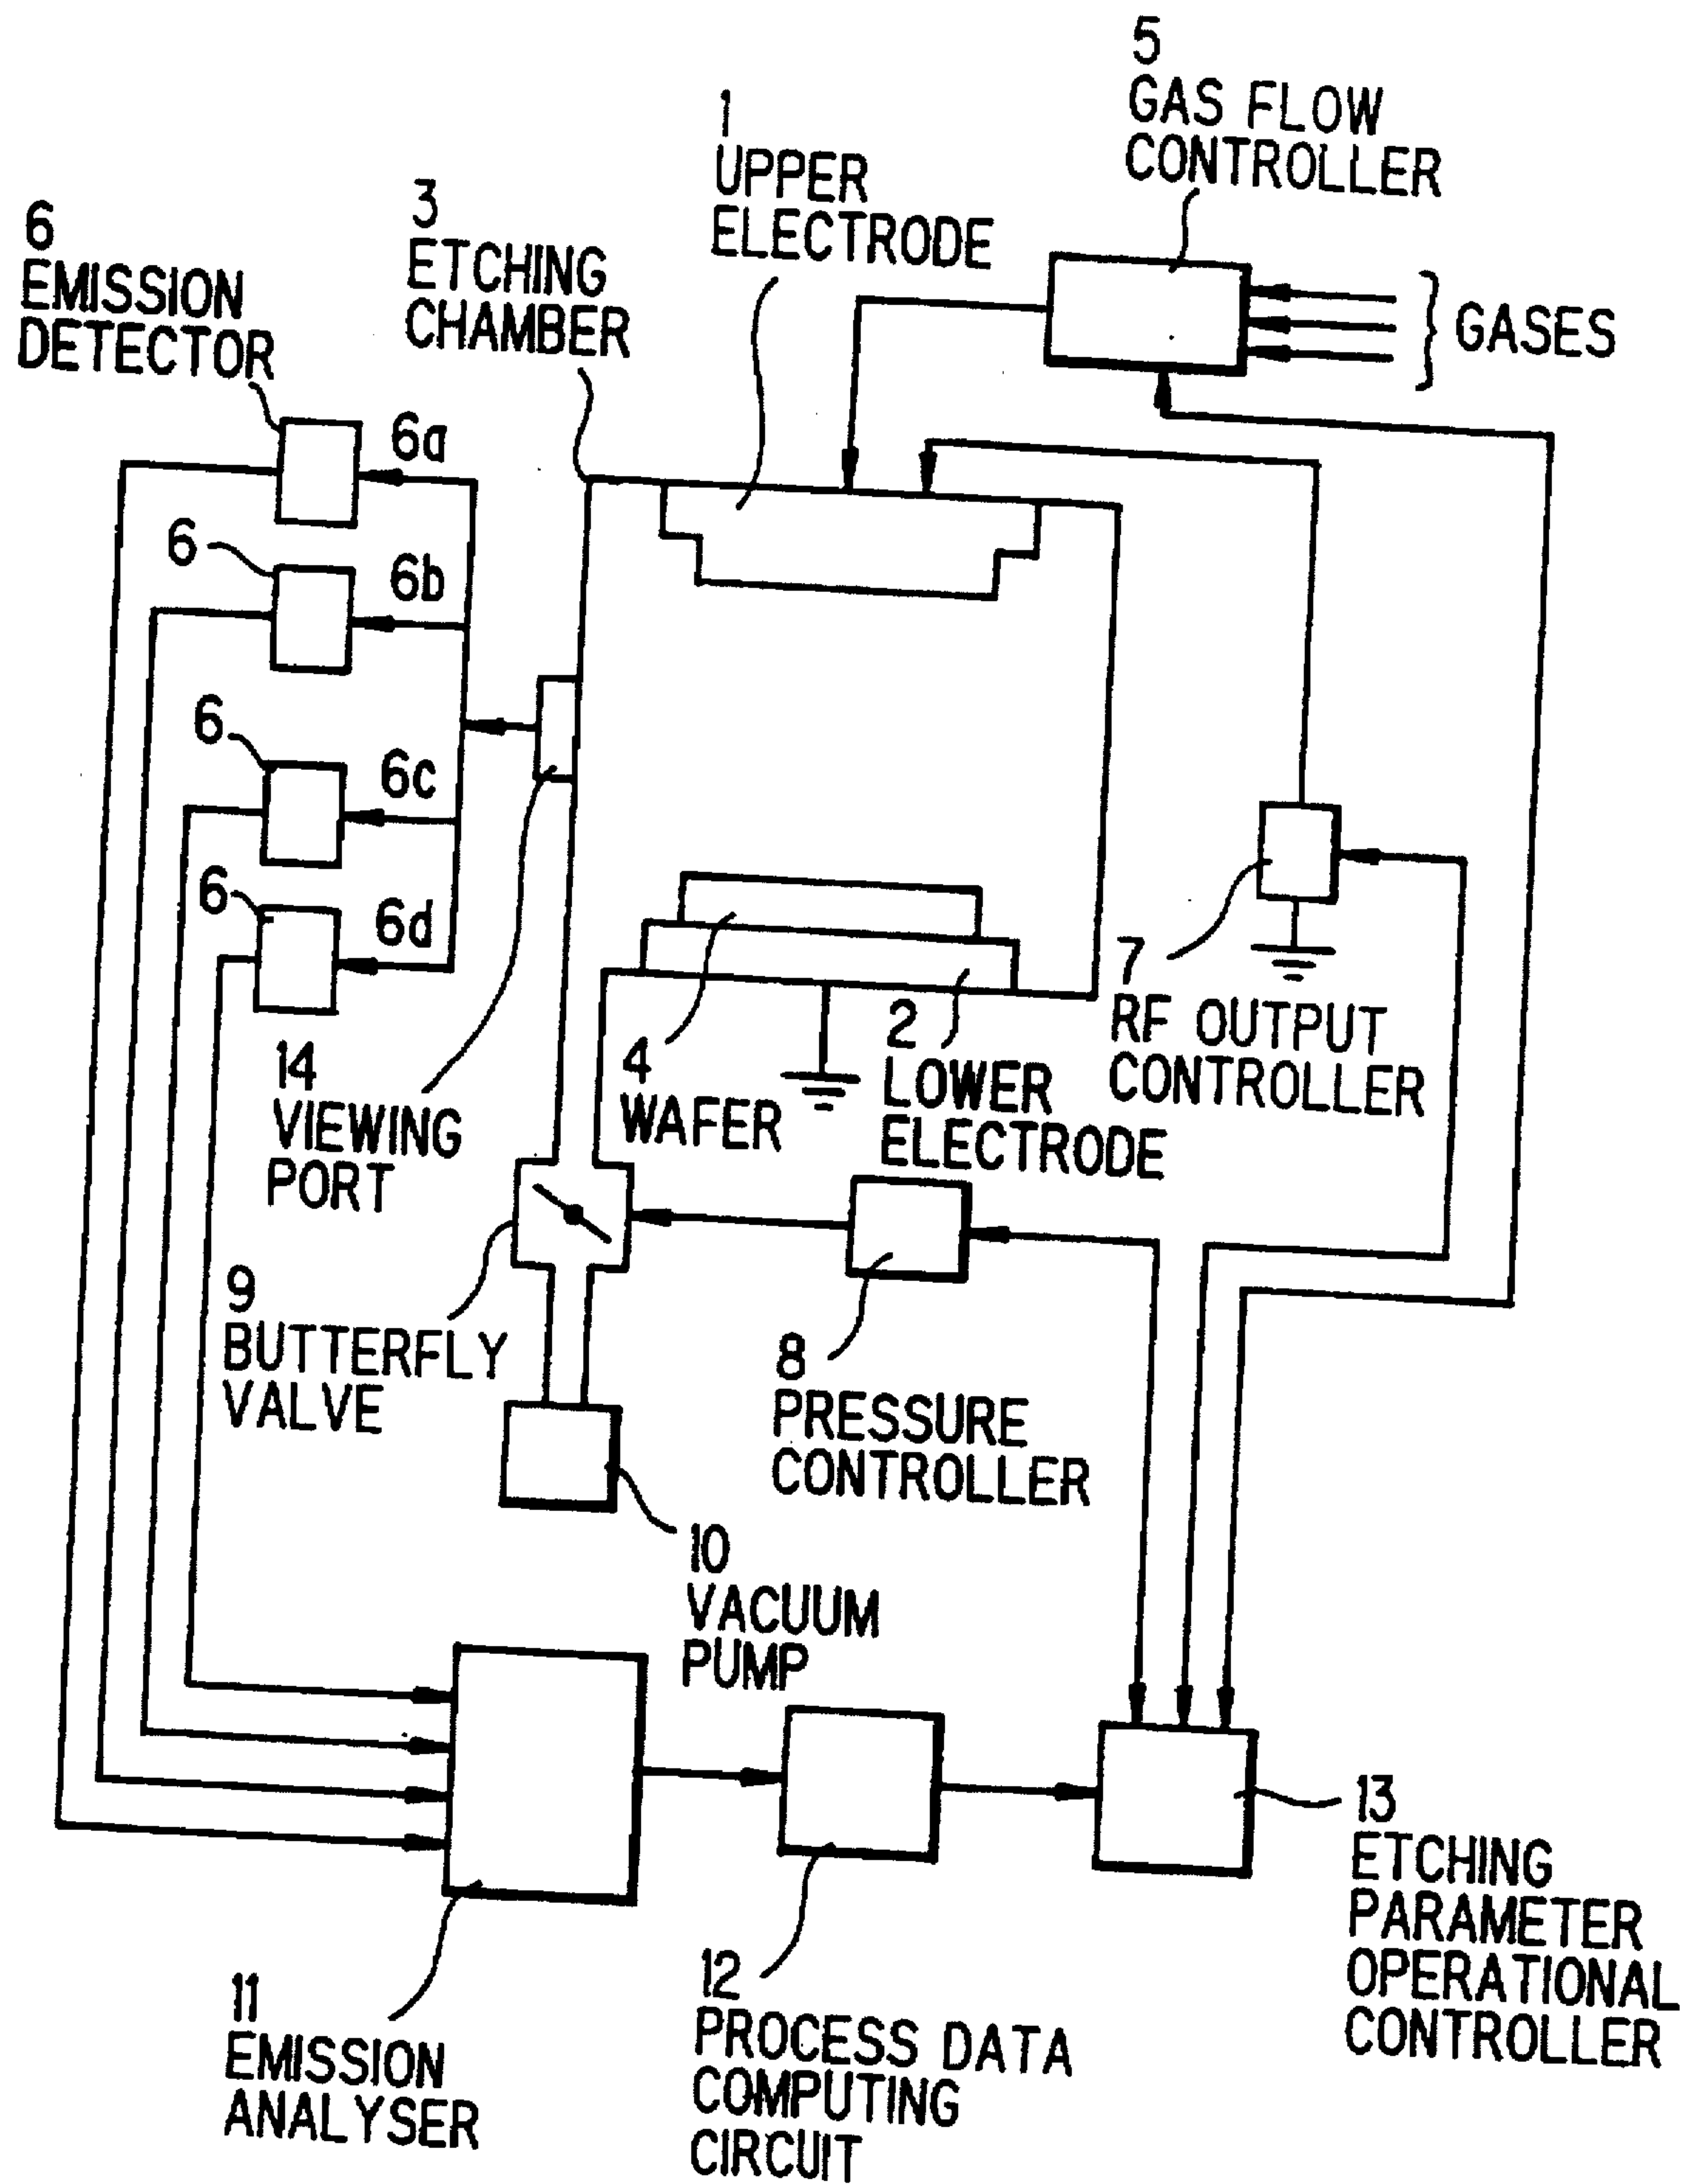 5
GAS FLOW
CONTROLLER
1
UPPER
ELECTRODE
3
ETCHING
CHAMBER
6
EMISSION
DETECTOR
GASES
6a
6
6b
6
6c
6
6d
7
RF OUTPUT
CONTROLLER
2
LOWER
ELECTRODE
4
WAFER
14
VIEWING
PORT
9
BUTTERFLY
VALVE
8
PRESSURE
CONTROLLER
10
VACUUM
PUMP
13
ETCHING
PARAMETER
OPERATIONAL
CONTROLLER
12
PROCESS DATA
COMPUTING
CIRCUIT
11
EMISSION
ANALYSER